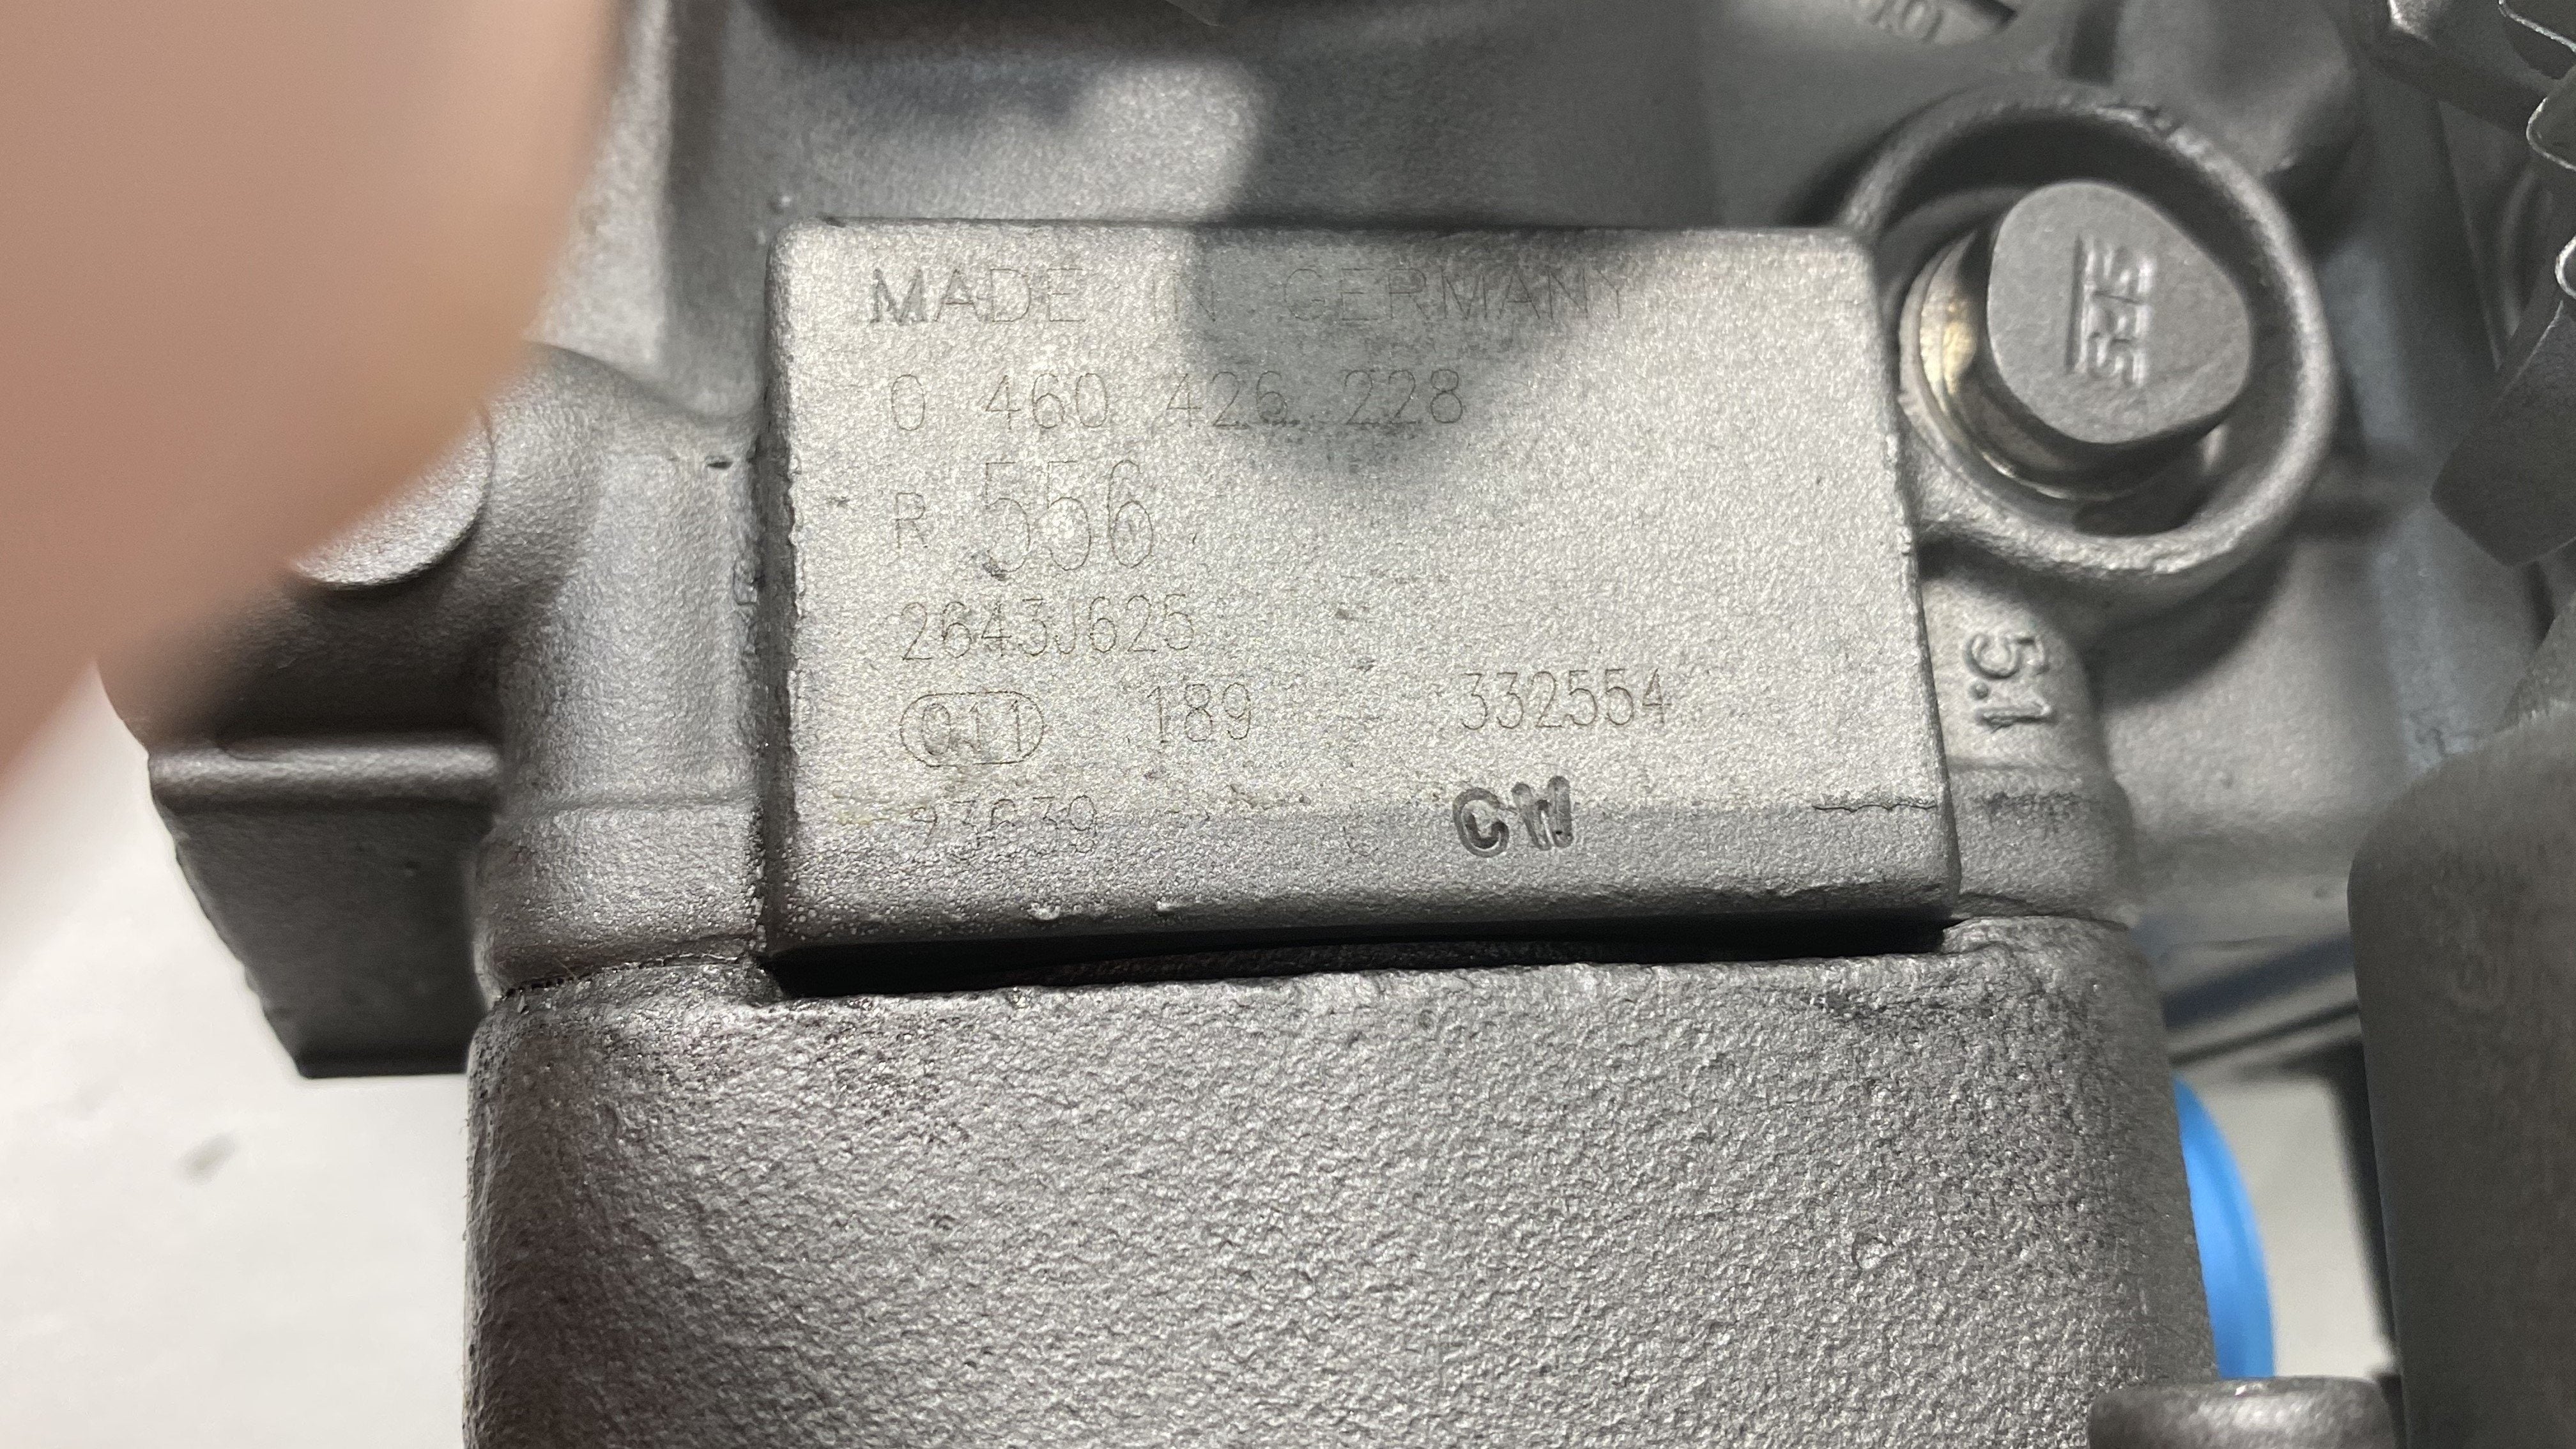 MADE IN GERMANY
0 460 426 228
R 556
2643J625
011 189 332554
CW
5.1